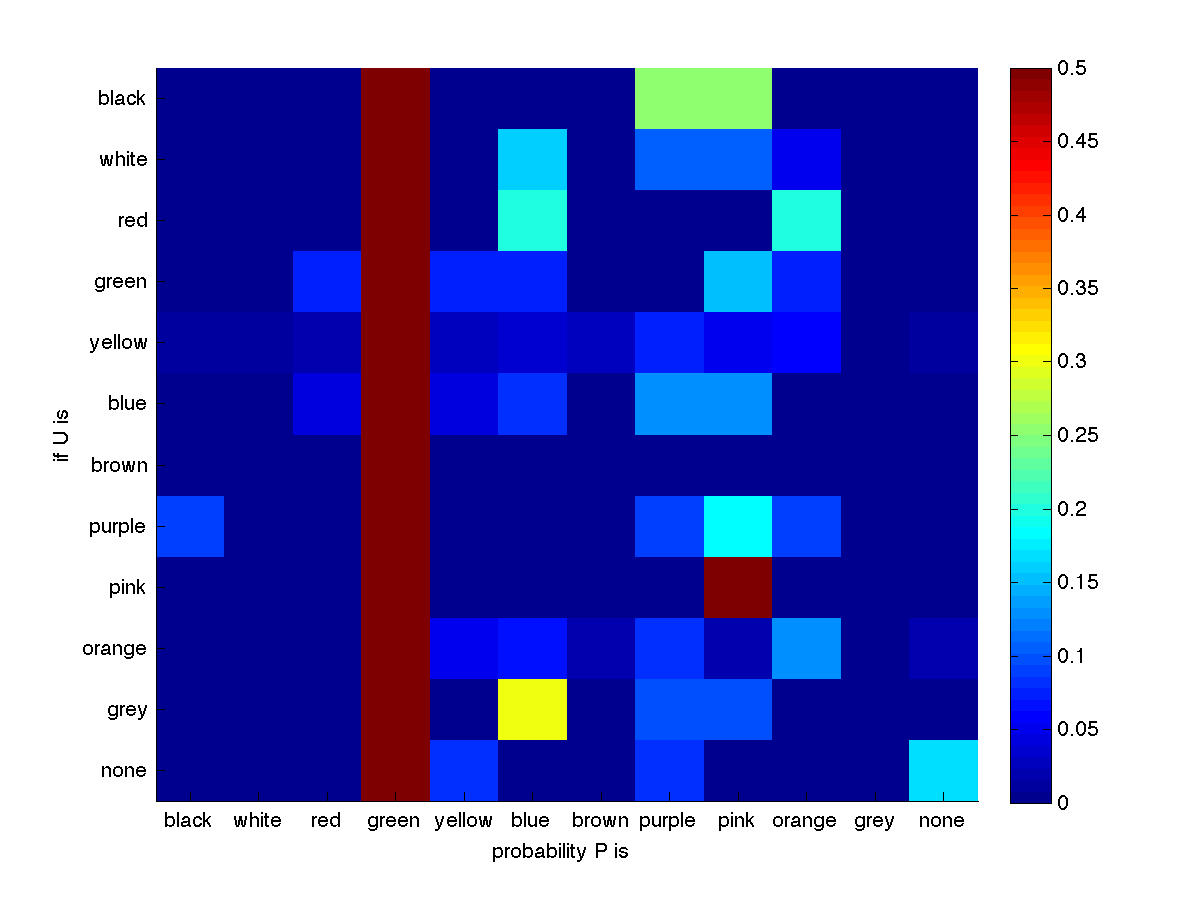 black
white
red
green
yellow
blue
brown
purple
pink
orange
grey
none
if U is
black white red green yellow blue brown purple pink orange grey none
probability P is
0.5
0.45
0.4
0.35
0.3
0.25
0.2
0.15
0.1
0.05
0